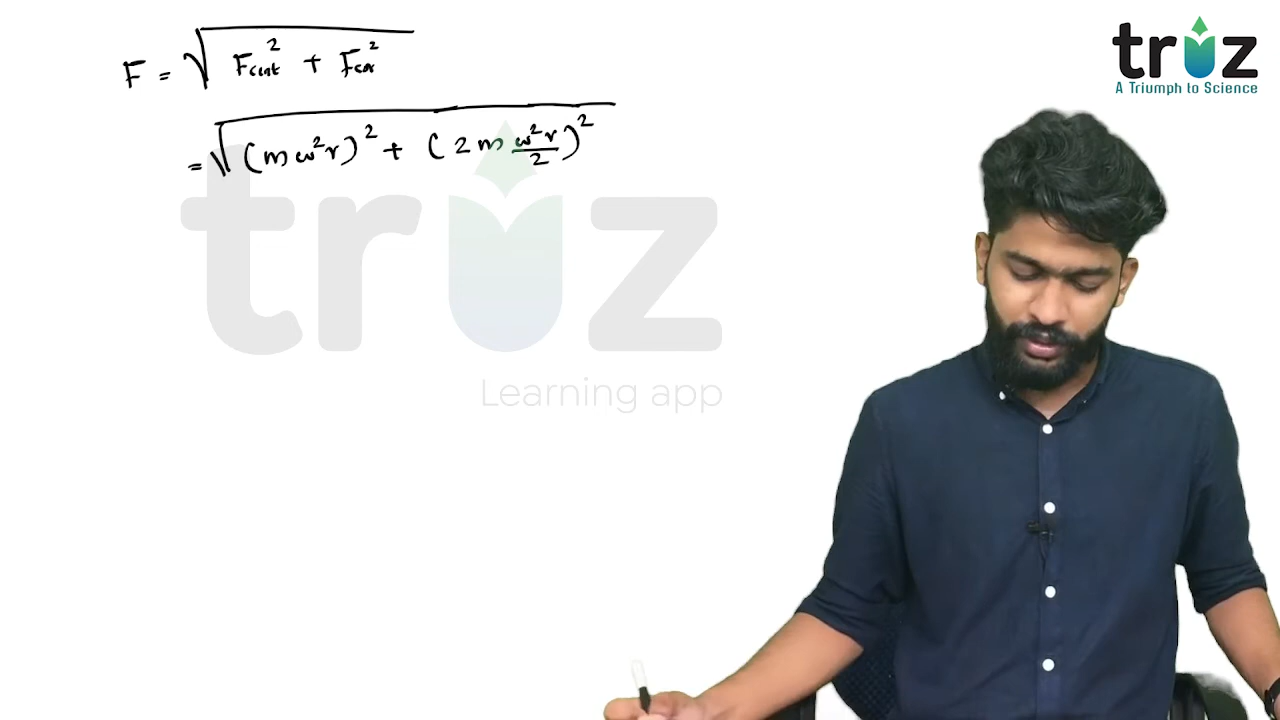 F = √(F_cent² + F_cor²)
= √((mω²r)² + (2m ω²r/2)²)
truz
A Triumph to Science
truz
Learning app